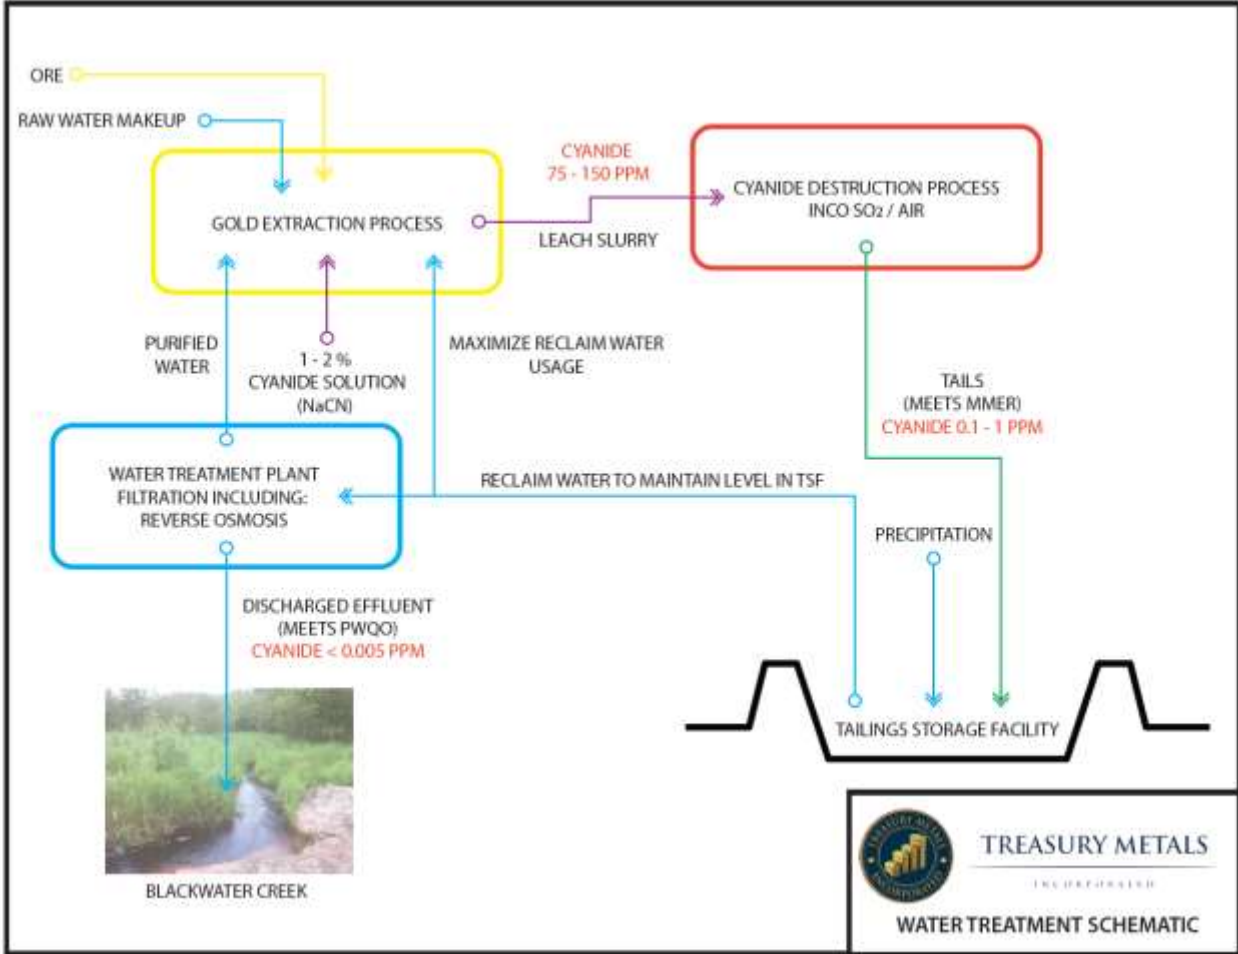 ORE
RAW WATER MAKEUP
GOLD EXTRACTION PROCESS
CYANIDE
75 - 150 PPM
LEACH SLURRY
CYANIDE DESTRUCTION PROCESS
INCO SO2 / AIR
PURIFIED
WATER
1 - 2 %
CYANIDE SOLUTION
(NaCN)
MAXIMIZE RECLAIM WATER
USAGE
TAILS
(MEETS MMER)
CYANIDE 0.1 - 1 PPM
WATER TREATMENT PLANT
FILTRATION INCLUDING:
REVERSE OSMOSIS
RECLAIM WATER TO MAINTAIN LEVEL IN TSF
PRECIPITATION
DISCHARGED EFFLUENT
(MEETS PWQO)
CYANIDE < 0.005 PPM
TAILINGS STORAGE FACILITY
BLACKWATER CREEK
TREASURY METALS
INCORPORATED
TREASURY METALS
INCORPORATED
WATER TREATMENT SCHEMATIC